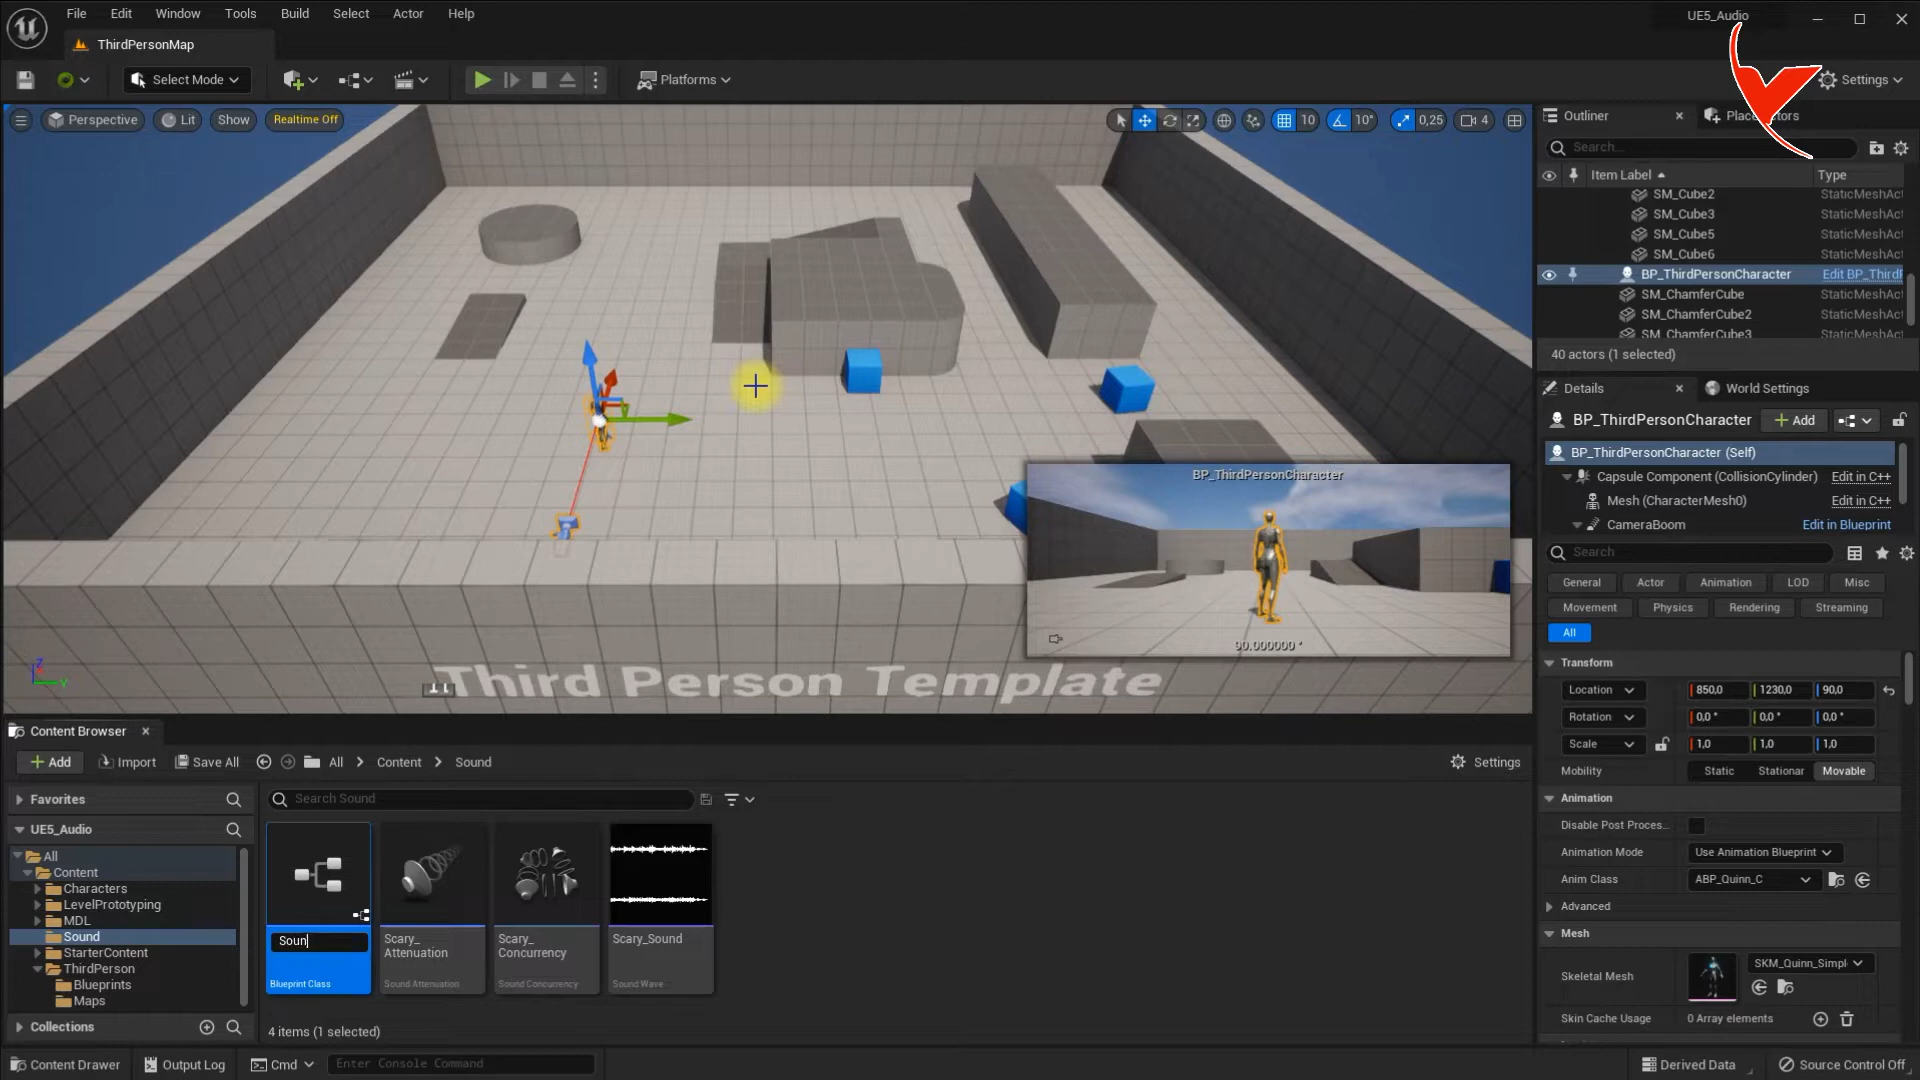 File Edit Window Tools Build Select Actor Help
UE5_Audio
ThirdPersonMap
Select Mode
Platforms
Settings
Perspective Lit Show Realtime Off
10 10° 0,25 4
Outliner
Search...
Item Label Type
SM_Cube2 StaticMeshAct
SM_Cube3 StaticMeshAct
SM_Cube5 StaticMeshAct
SM_Cube6 StaticMeshAct
BP_ThirdPersonCharacter Edit BP_ThirdF
SM_ChamferCube StaticMeshAct
SM_ChamferCube2 StaticMeshAct
SM_ChamferCube3 StaticMeshAct
40 actors (1 selected)
Details World Settings
BP_ThirdPersonCharacter Add
BP_ThirdPersonCharacter (Self)
Capsule Component (CollisionCylinder) Edit in C++
Mesh (CharacterMesh0) Edit in C++
CameraBoom Edit in Blueprint
Search
General Actor Animation LOD Misc
Movement Physics Rendering Streaming
All
Transform
Location 850,0 1230,0 90,0
Rotation 0,0 ° 0,0 ° 0,0 °
Scale 1,0 1,0 1,0
Mobility Static Stationar Movable
Animation
Disable Post Proces...
Animation Mode Use Animation Blueprint
Anim Class ABP_Quinn_C
Advanced
Mesh
Skeletal Mesh SKM_Quinn_Simpl
Skin Cache Usage 0 Array elements
BP_ThirdPersonCharacter
90.000000 °
Third Person Template
Z
Y
Content Browser
Add Import Save All All Content Sound Settings
Favorites
Search Sound
UE5_Audio
All
Content
Characters
LevelPrototyping
MDL
Sound
StarterContent
ThirdPerson
Blueprints
Maps
Collections
Soun
Blueprint Class
Scary_
Attenuation
Sound Attenuation
Scary_
Concurrency
Sound Concurrency
Scary_Sound
Sound Wave
4 items (1 selected)
Content Drawer Output Log Cmd Enter Console Command Derived Data Source Control Off